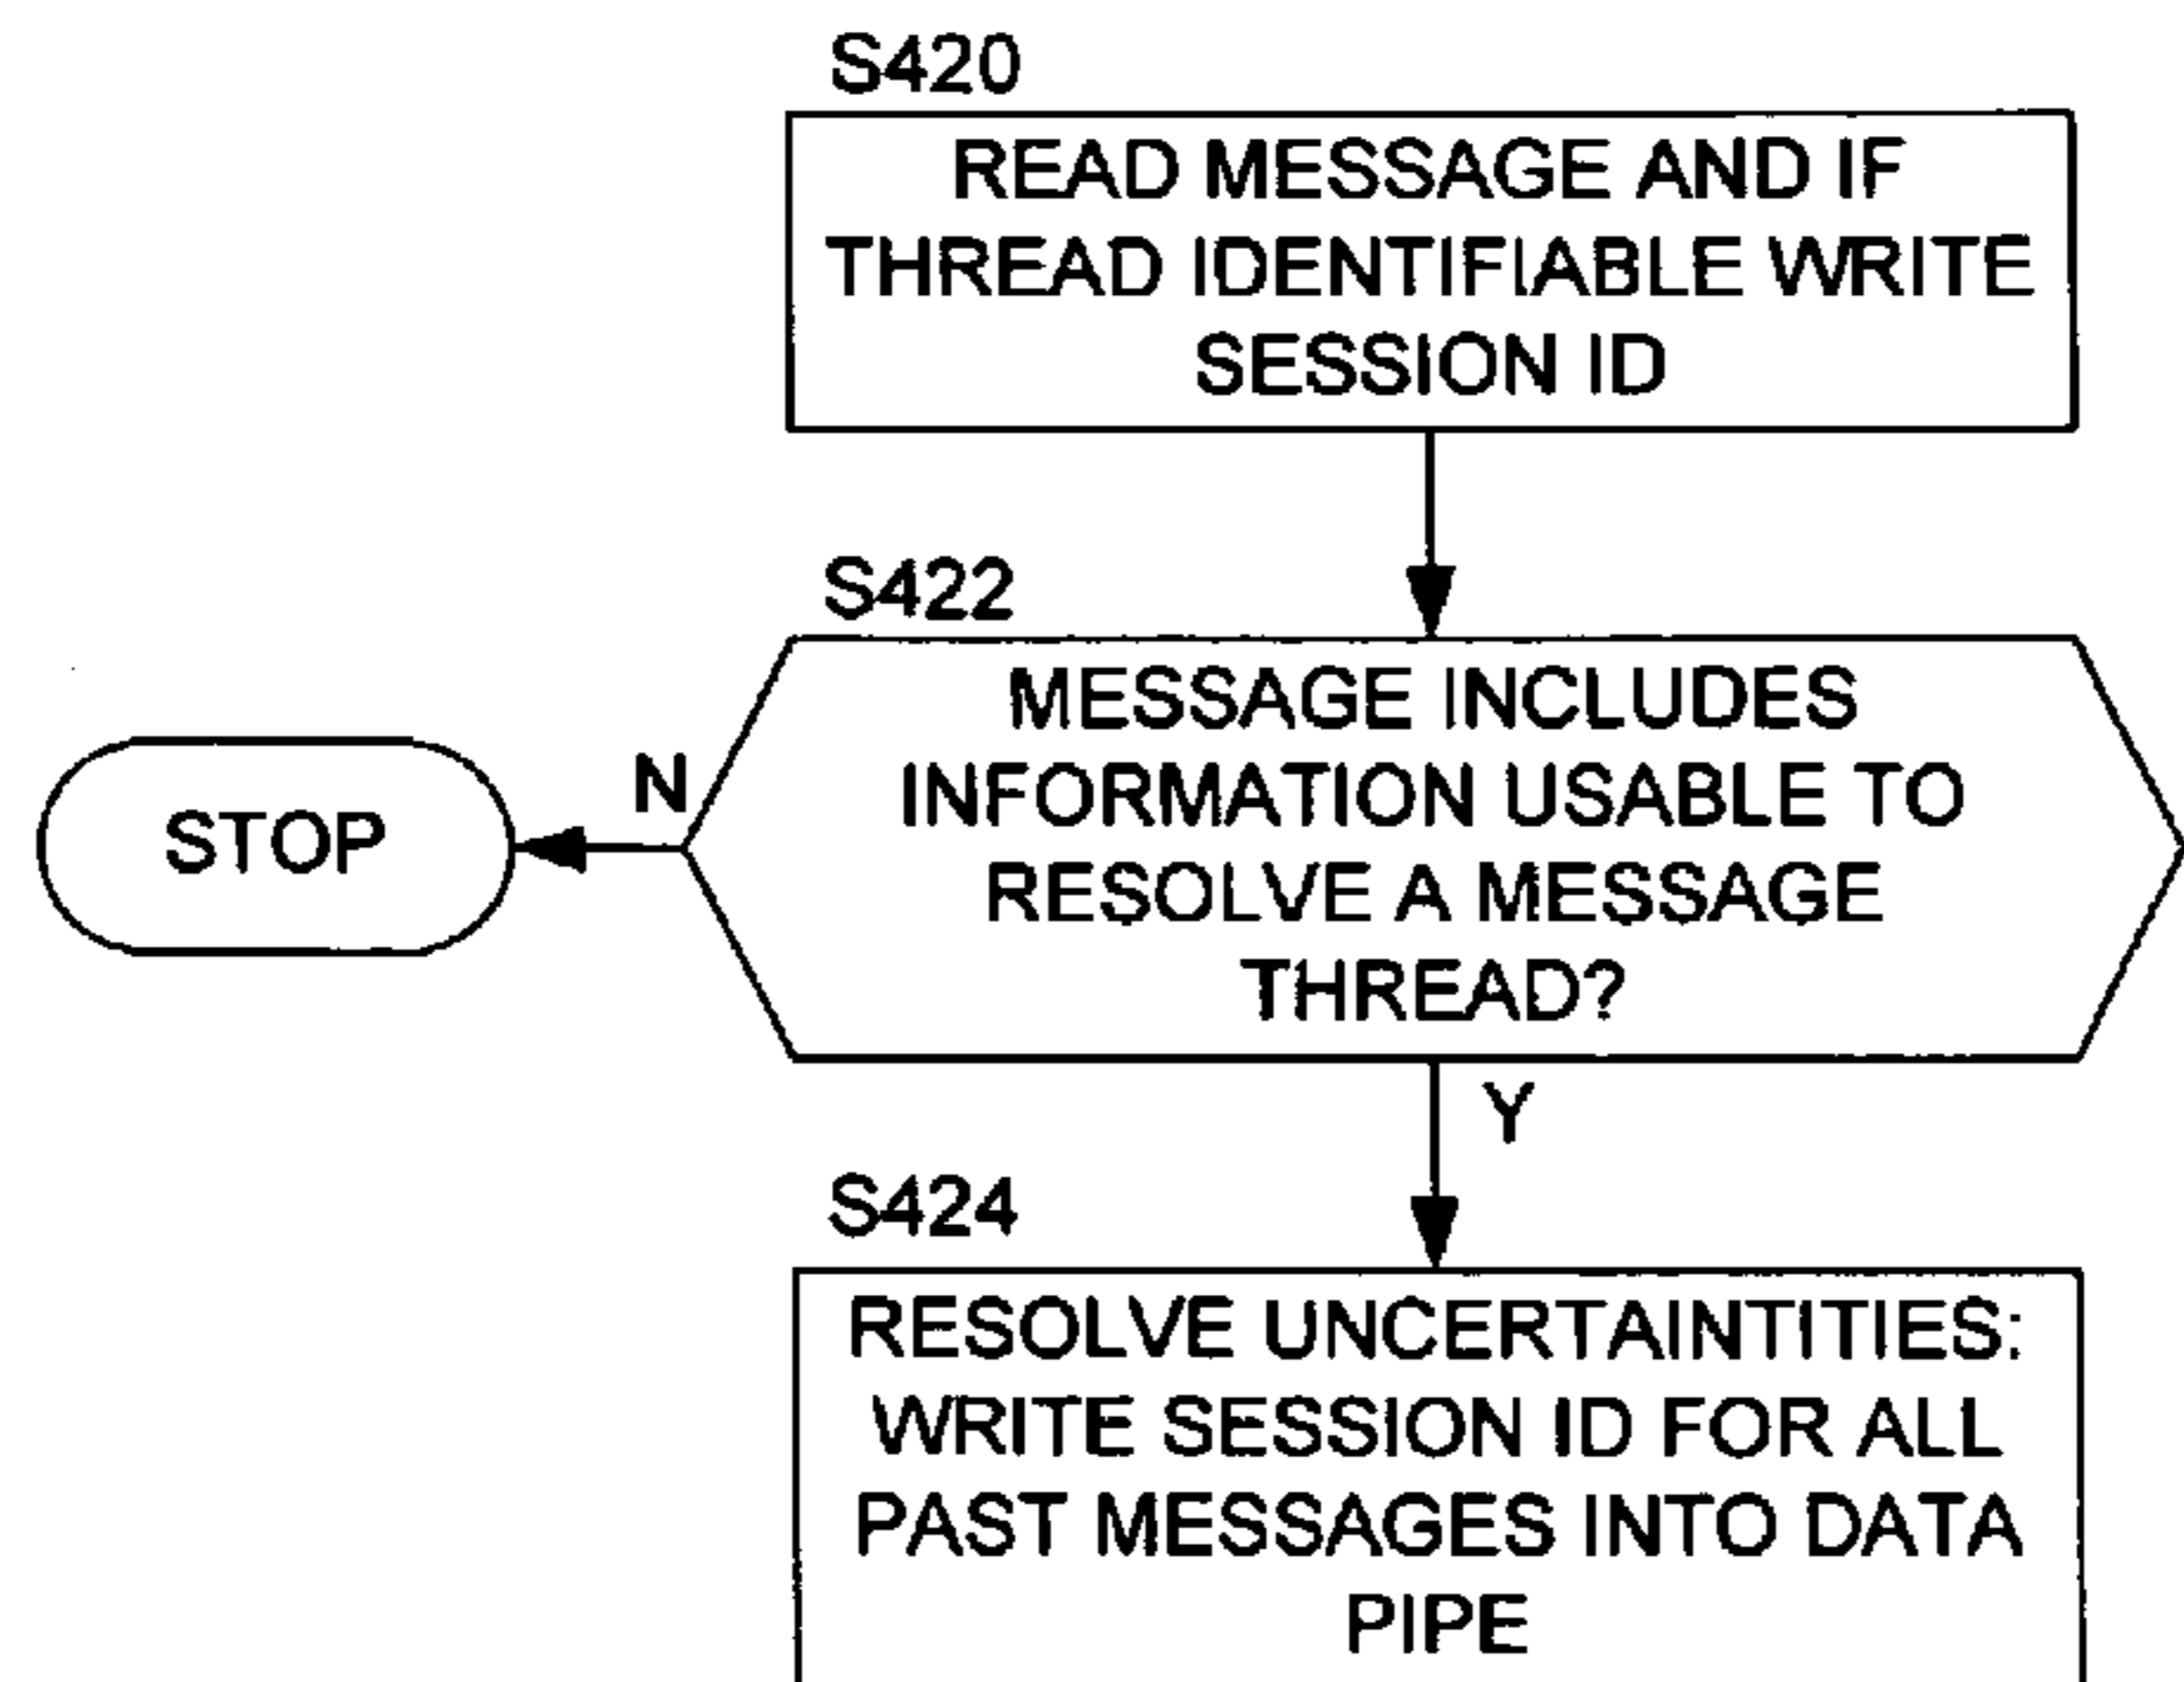 S420
READ MESSAGE AND IF
THREAD IDENTIFIABLE WRITE
SESSION ID
S422
MESSAGE INCLUDES
INFORMATION USABLE TO
RESOLVE A MESSAGE
THREAD?
N
STOP
Y
S424
RESOLVE UNCERTAINTITIES:
WRITE SESSION ID FOR ALL
PAST MESSAGES INTO DATA
PIPE